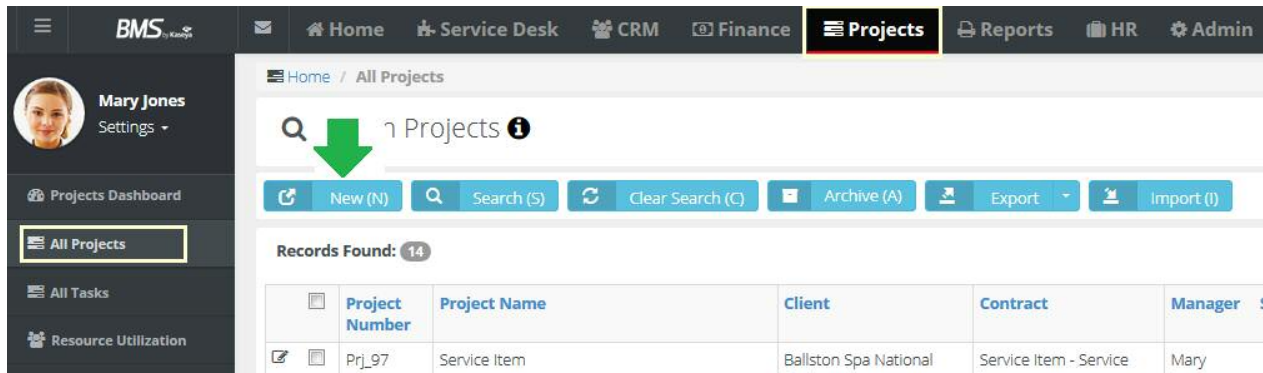 BMS by Kaseya Home Service Desk CRM Finance Projects Reports HR Admin
Home / All Projects
Mary Jones
Settings
Projects
New (N) Search (S) Clear Search (C) Archive (A) Export Import (I)
Projects Dashboard
All Projects
Records Found: 14
All Tasks
Project Number Project Name Client Contract Manager
Resource Utilization
Prj_97 Service Item Ballston Spa National Service Item - Service Mary